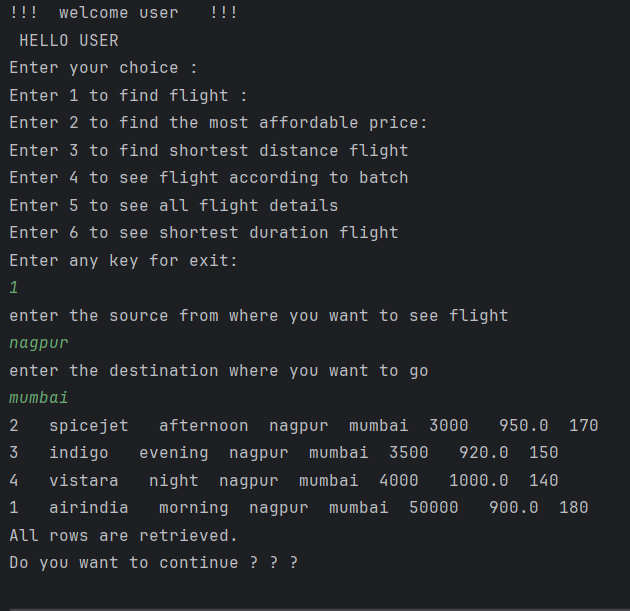 !!!  welcome user   !!!
 HELLO USER
Enter your choice :
Enter 1 to find flight :
Enter 2 to find the most affordable price:
Enter 3 to find shortest distance flight
Enter 4 to see flight according to batch
Enter 5 to see all flight details
Enter 6 to see shortest duration flight
Enter any key for exit:
1
enter the source from where you want to see flight
nagpur
enter the destination where you want to go
mumbai
2   spicejet   afternoon  nagpur  mumbai  3000   950.0  170
3   indigo   evening  nagpur  mumbai  3500   920.0  150
4   vistara   night  nagpur  mumbai  4000   1000.0  140
1   airindia   morning  nagpur  mumbai  50000   900.0  180
All rows are retrieved.
Do you want to continue ? ? ?